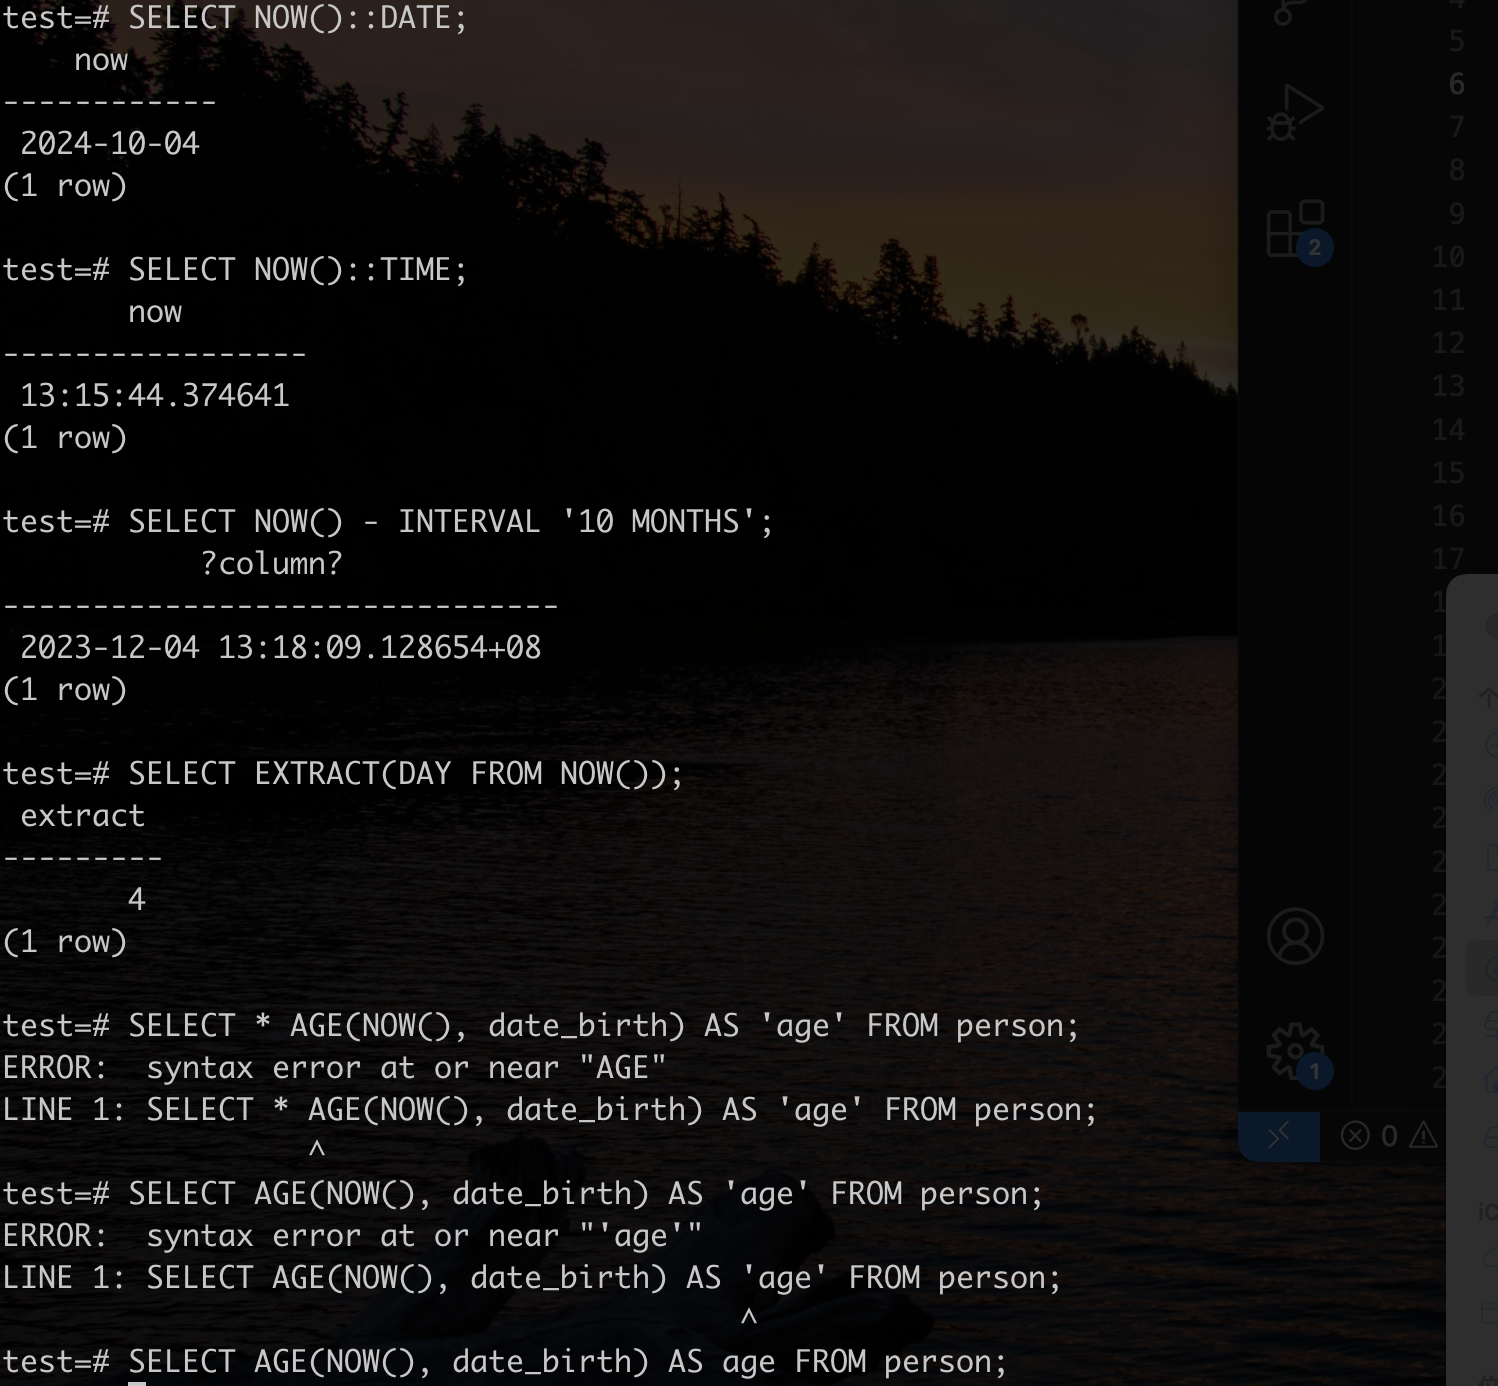 test=# SELECT NOW()::DATE;
    now
------------
 2024-10-04
(1 row)

test=# SELECT NOW()::TIME;
       now
-----------------
 13:15:44.374641
(1 row)

test=# SELECT NOW() - INTERVAL '10 MONTHS';
           ?column?
-------------------------------
 2023-12-04 13:18:09.128654+08
(1 row)

test=# SELECT EXTRACT(DAY FROM NOW());
 extract
---------
       4
(1 row)

test=# SELECT * AGE(NOW(), date_birth) AS 'age' FROM person;
ERROR:  syntax error at or near "AGE"
LINE 1: SELECT * AGE(NOW(), date_birth) AS 'age' FROM person;
                 ^
test=# SELECT AGE(NOW(), date_birth) AS 'age' FROM person;
ERROR:  syntax error at or near "'age'"
LINE 1: SELECT AGE(NOW(), date_birth) AS 'age' FROM person;
                                         ^
test=# SELECT AGE(NOW(), date_birth) AS age FROM person;
5
6
7
8
9
10
11
12
13
14
15
16
17
2
1
0